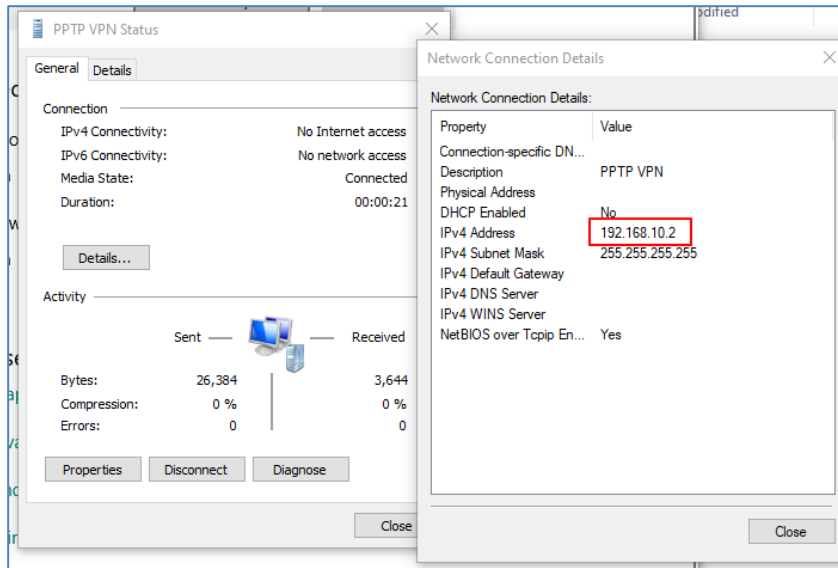 PPTP VPN Status
General Details
Connection
IPv4 Connectivity: No Internet access
IPv6 Connectivity: No network access
Media State: Connected
Duration: 00:00:21
Details...
Activity
Sent Received
Bytes: 26,384 3,644
Compression: 0 % 0 %
Errors: 0 0
Properties Disconnect Diagnose
Close
Network Connection Details
Network Connection Details:
Property Value
Connection-specific DN...
Description PPTP VPN
Physical Address
DHCP Enabled No
IPv4 Address 192.168.10.2
IPv4 Subnet Mask 255.255.255.255
IPv4 Default Gateway
IPv4 DNS Server
IPv4 WINS Server
NetBIOS over Tcpip En... Yes
Close